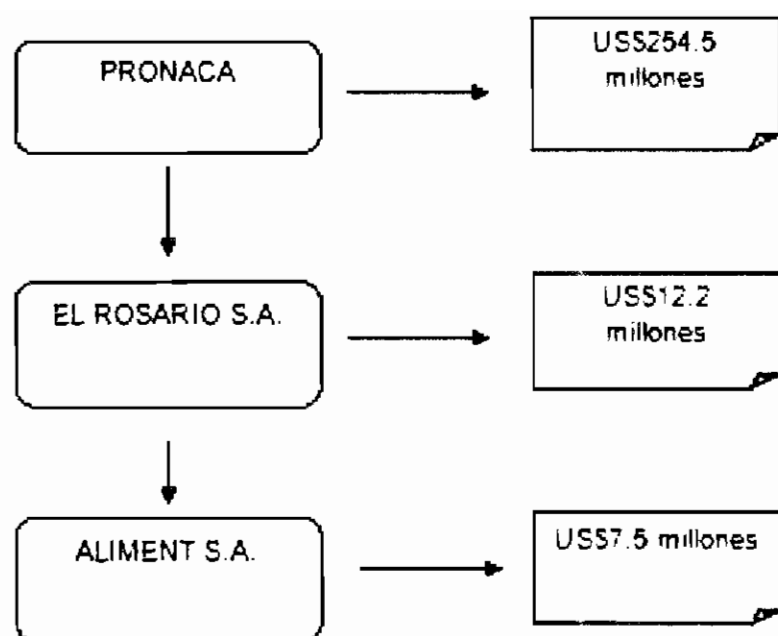 PRONACA
US$254.5
millones
EL ROSARIO S.A.
US$12.2
millones
ALIMENT S.A.
US$7.5 millones